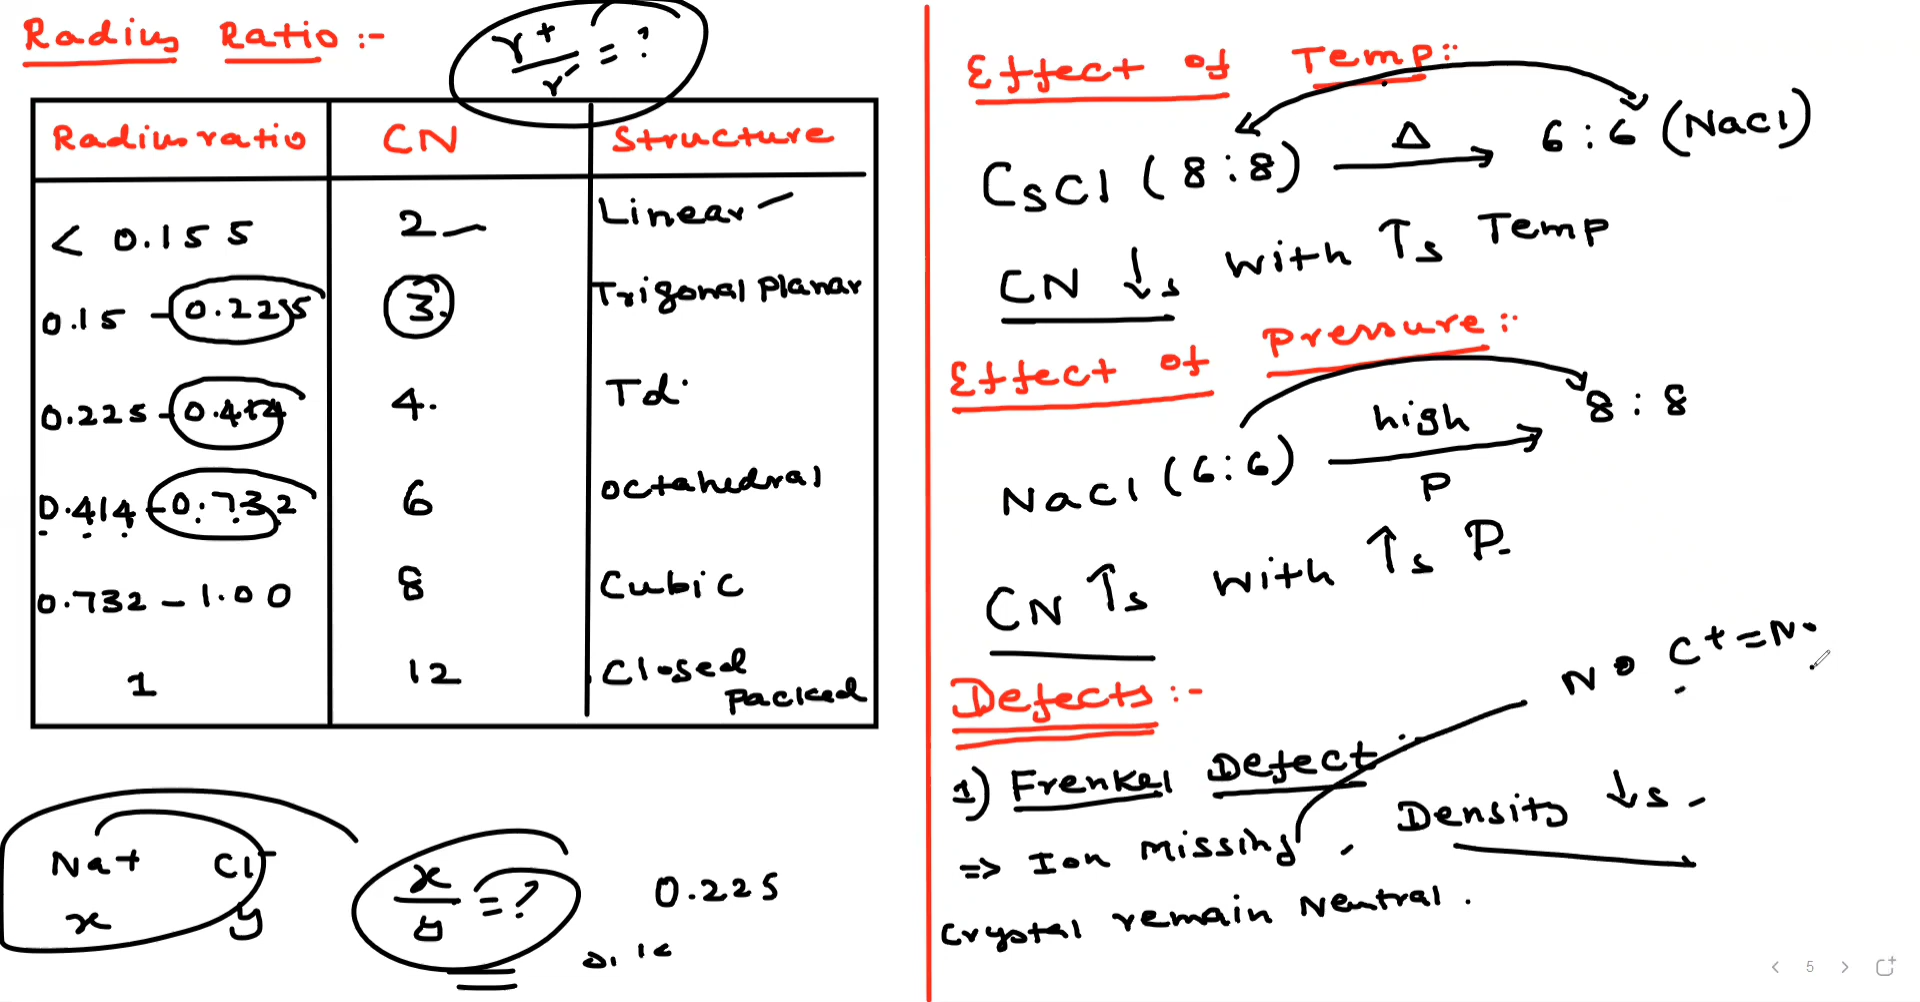 Radius Ratio :-
r+/r- = ?
Radius ratio CN Structure
< 0.155 2 Linear
0.15 - 0.225 3. Trigonal Planar
0.225 - 0.414 4. Td
0.414 - 0.732 6 Octahedral
0.732 - 1.00 8 Cubic
1 12 Closed Packed
Na+ Cl-
x y
x/y = ?
0.225
Effect of Temp :-
CsCl (8:8) Δ→ 6:6 (NaCl)
CN ↓s with ↑s Temp
Effect of Pressure :-
NaCl (6:6) high P→ 8:8
CN ↑s with ↑s P
Defects :-
No C+ = No
1) Frenkel Defect :-
=> Ion missing, Density ↓s -
Crystal remain Neutral.
5